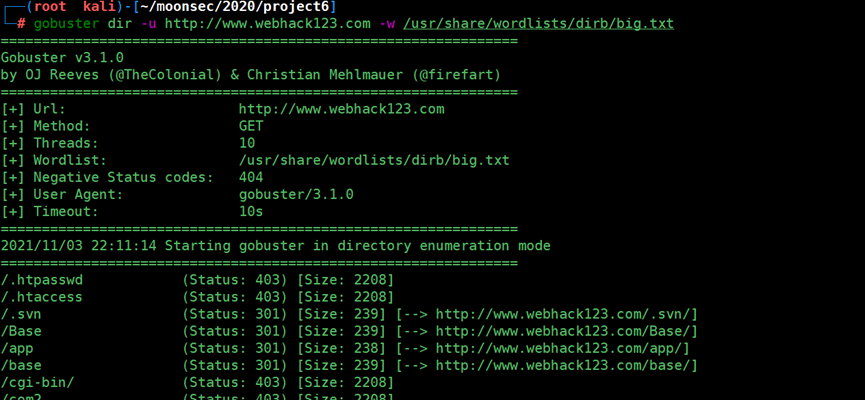 ┌──(root  kali)-[~/moonsec/2020/project6]
└─# gobuster dir -u http://www.webhack123.com -w /usr/share/wordlists/dirb/big.txt
===============================================================
Gobuster v3.1.0
by OJ Reeves (@TheColonial) & Christian Mehlmauer (@firefart)
===============================================================
[+] Url:                     http://www.webhack123.com
[+] Method:                  GET
[+] Threads:                 10
[+] Wordlist:                /usr/share/wordlists/dirb/big.txt
[+] Negative Status codes:   404
[+] User Agent:              gobuster/3.1.0
[+] Timeout:                 10s
===============================================================
2021/11/03 22:11:14 Starting gobuster in directory enumeration mode
===============================================================
/.htpasswd            (Status: 403) [Size: 2208]
/.htaccess            (Status: 403) [Size: 2208]
/.svn                 (Status: 301) [Size: 239] [--> http://www.webhack123.com/.svn/]
/Base                 (Status: 301) [Size: 239] [--> http://www.webhack123.com/Base/]
/app                  (Status: 301) [Size: 238] [--> http://www.webhack123.com/app/]
/base                 (Status: 301) [Size: 239] [--> http://www.webhack123.com/base/]
/cgi-bin/             (Status: 403) [Size: 2208]
/com2                 (Status: 403) [Size: 2208]